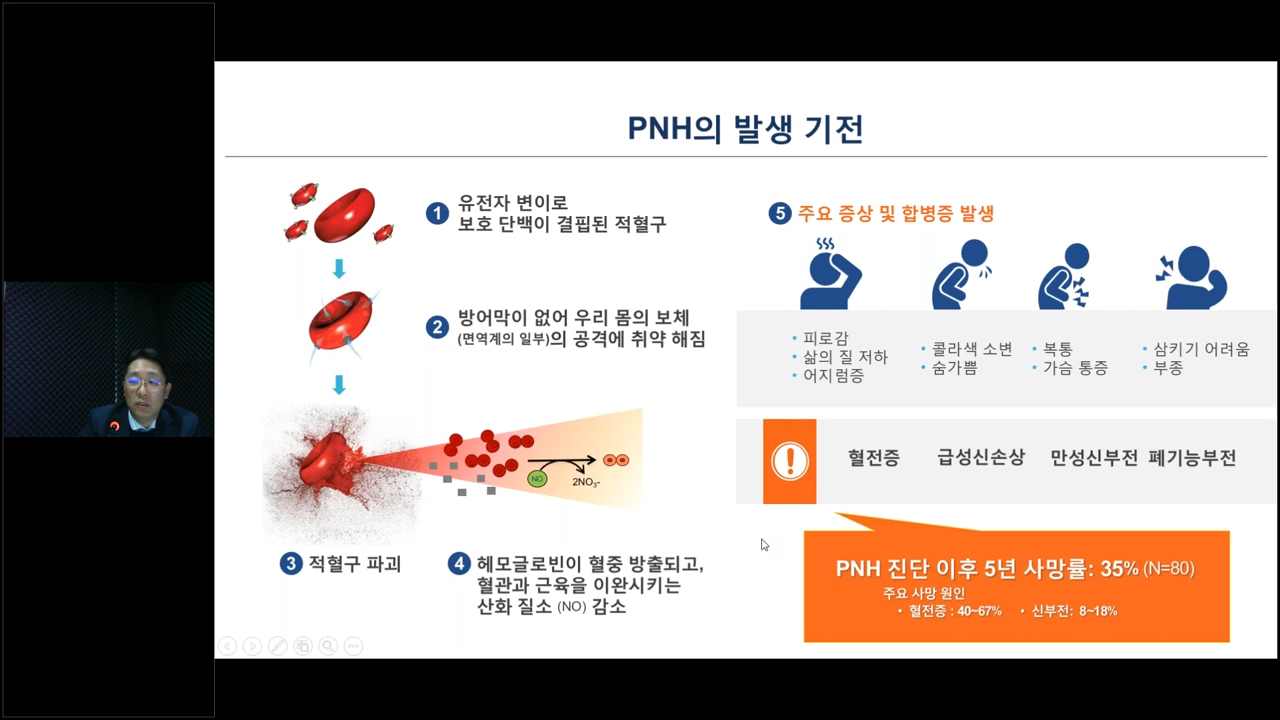 PNH의 발생 기전
1 유전자 변이로
보호 단백이 결핍된 적혈구
2 방어막이 없어 우리 몸의 보체
(면역계의 일부)의 공격에 취약 해짐
NO
2NO₃-
3 적혈구 파괴
4 헤모글로빈이 혈중 방출되고,
혈관과 근육을 이완시키는
산화 질소 (NO) 감소
5 주요 증상 및 합병증 발생
• 피로감
• 삶의 질 저하
• 어지럼증
• 콜라색 소변
• 숨가쁨
• 복통
• 가슴 통증
• 삼키기 어려움
• 부종
! 혈전증 급성신손상 만성신부전 폐기능부전
PNH 진단 이후 5년 사망률: 35% (N=80)
주요 사망 원인
• 혈전증 : 40~67% • 신부전: 8~18%